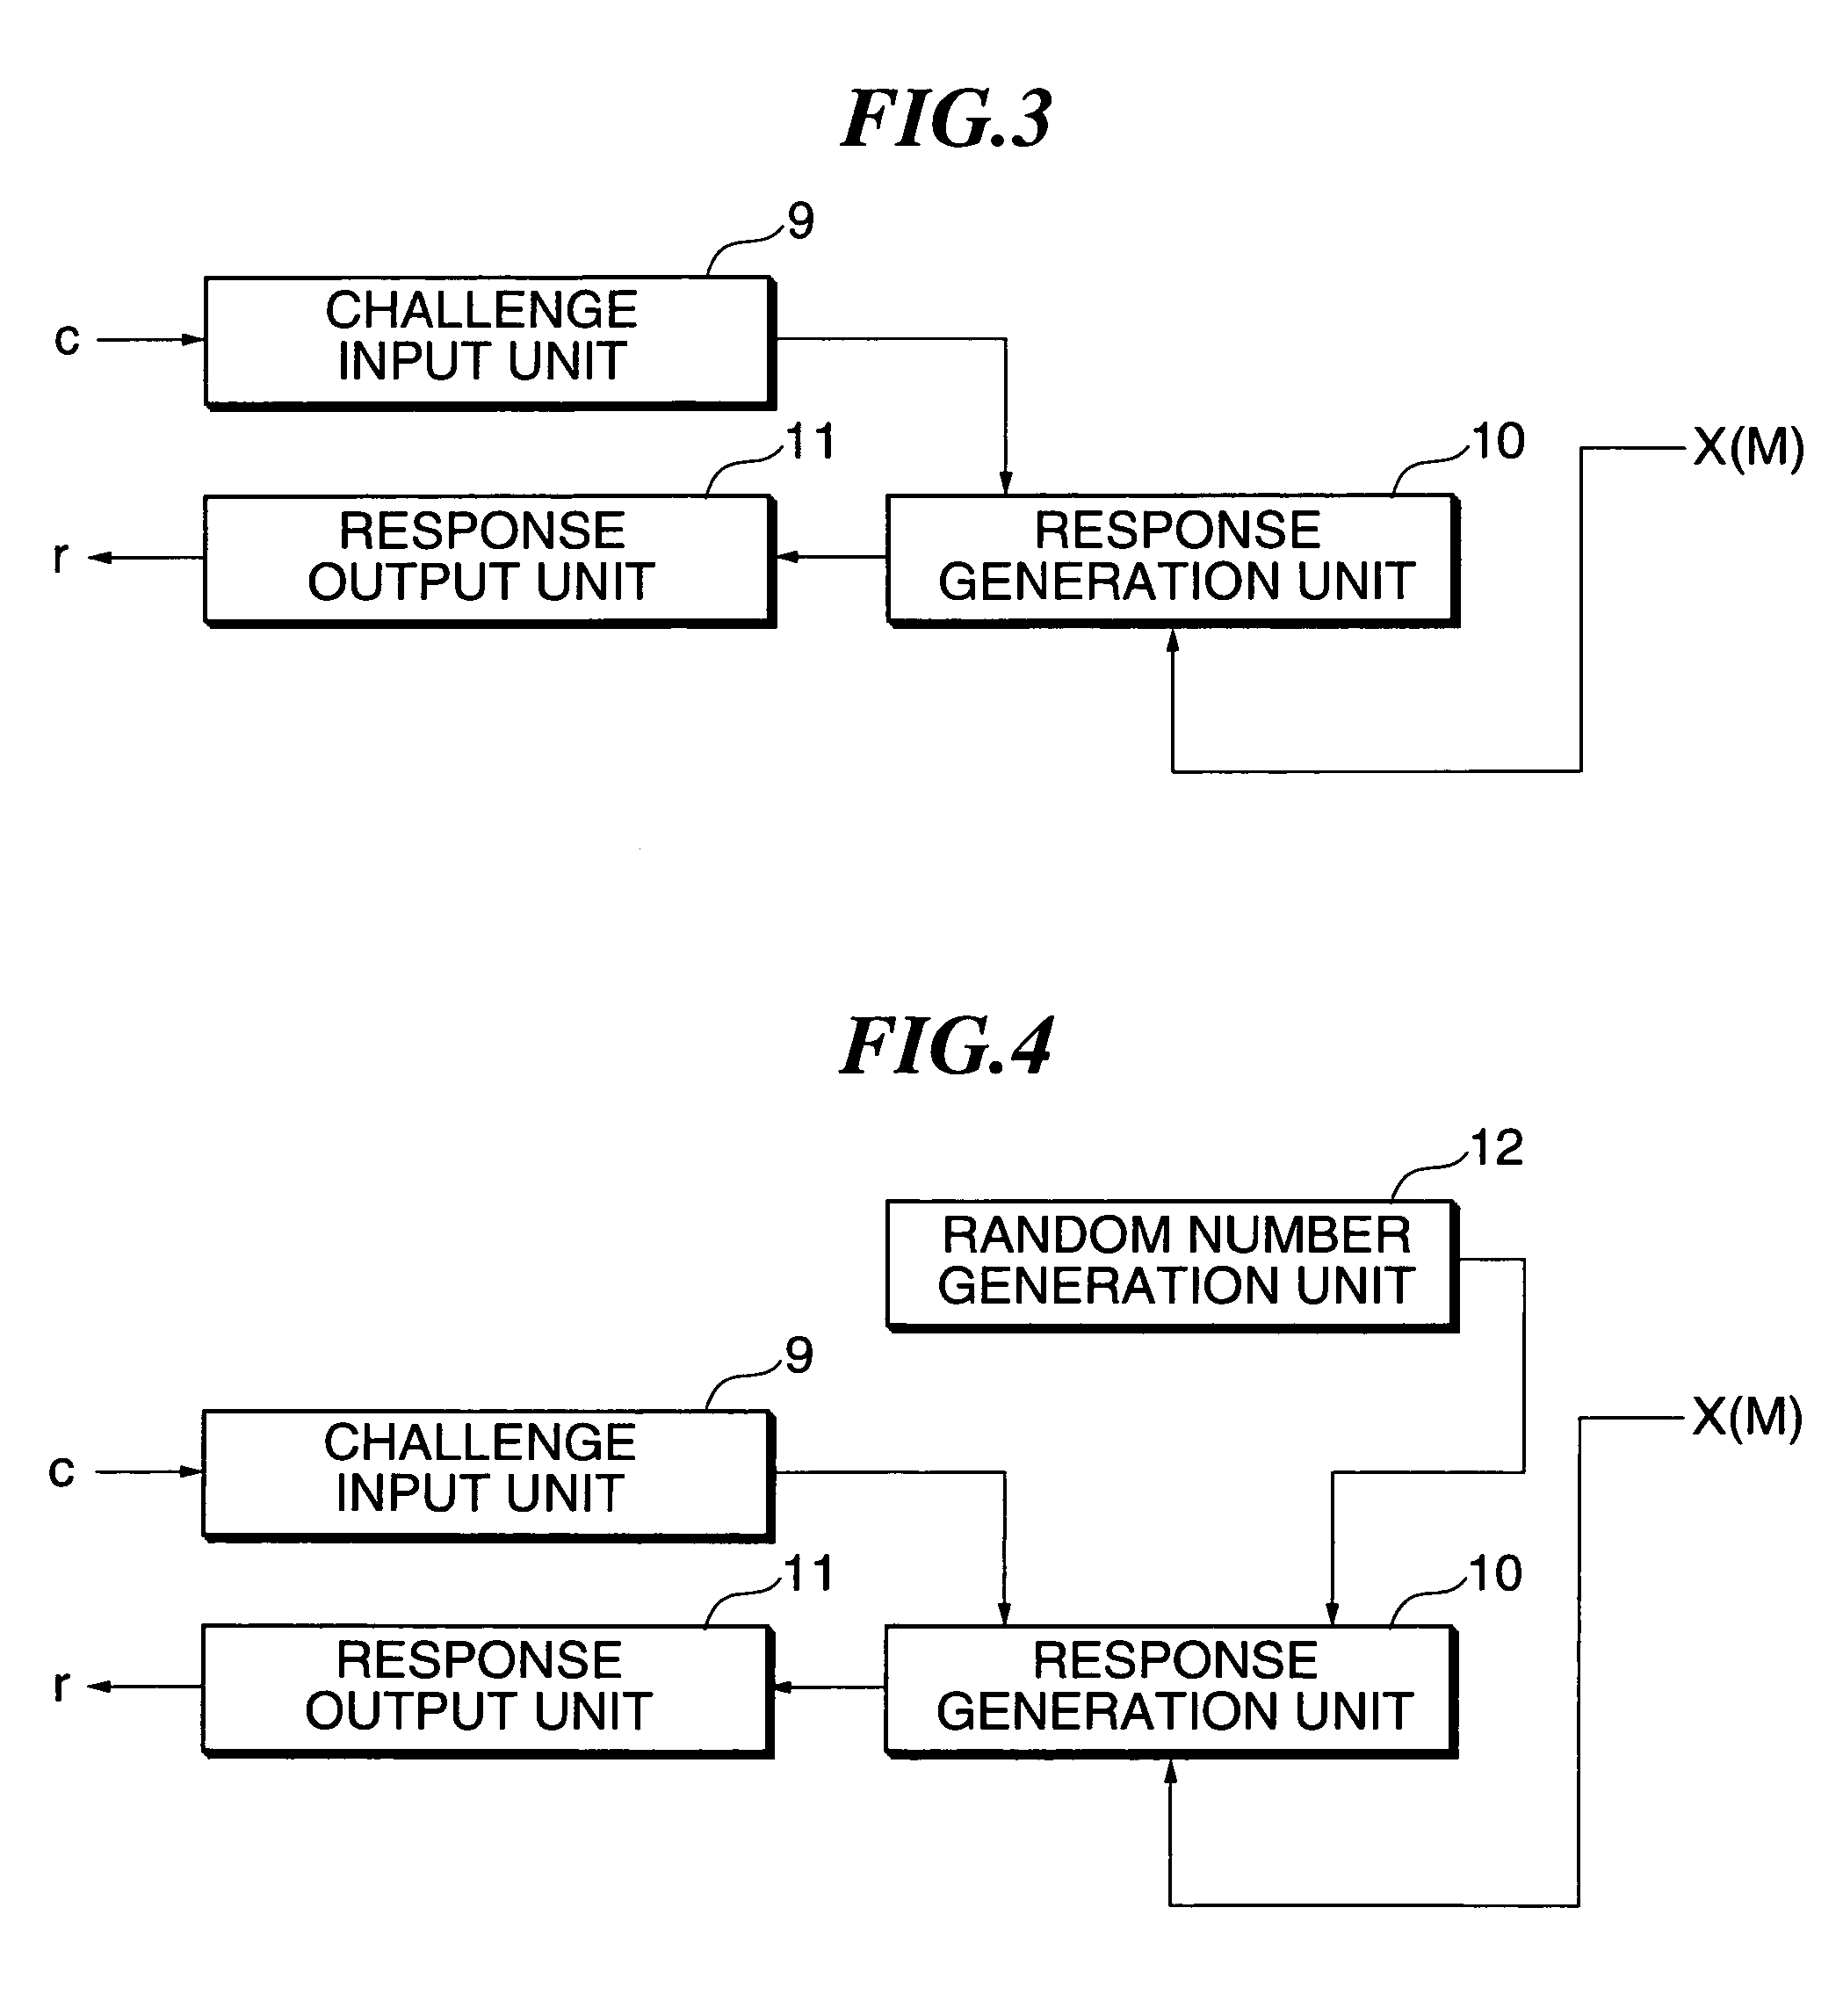 FIG.3
9
CHALLENGE
INPUT UNIT
c
11
10
X(M)
RESPONSE
OUTPUT UNIT
r
RESPONSE
GENERATION UNIT
FIG.4
12
RANDOM NUMBER
GENERATION UNIT
9
CHALLENGE
INPUT UNIT
c
X(M)
11
10
RESPONSE
OUTPUT UNIT
r
RESPONSE
GENERATION UNIT